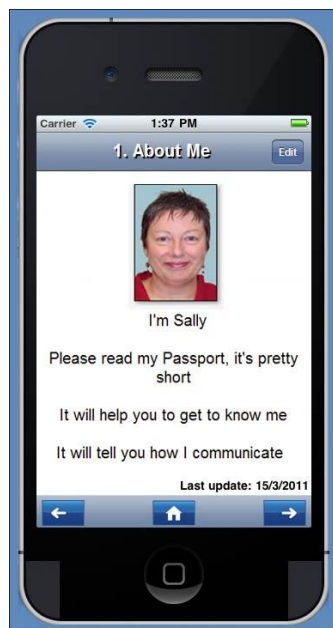 Carrier 1:37 PM
1. About Me Edit
I'm Sally
Please read my Passport, it's pretty
short
It will help you to get to know me
It will tell you how I communicate
Last update: 15/3/2011